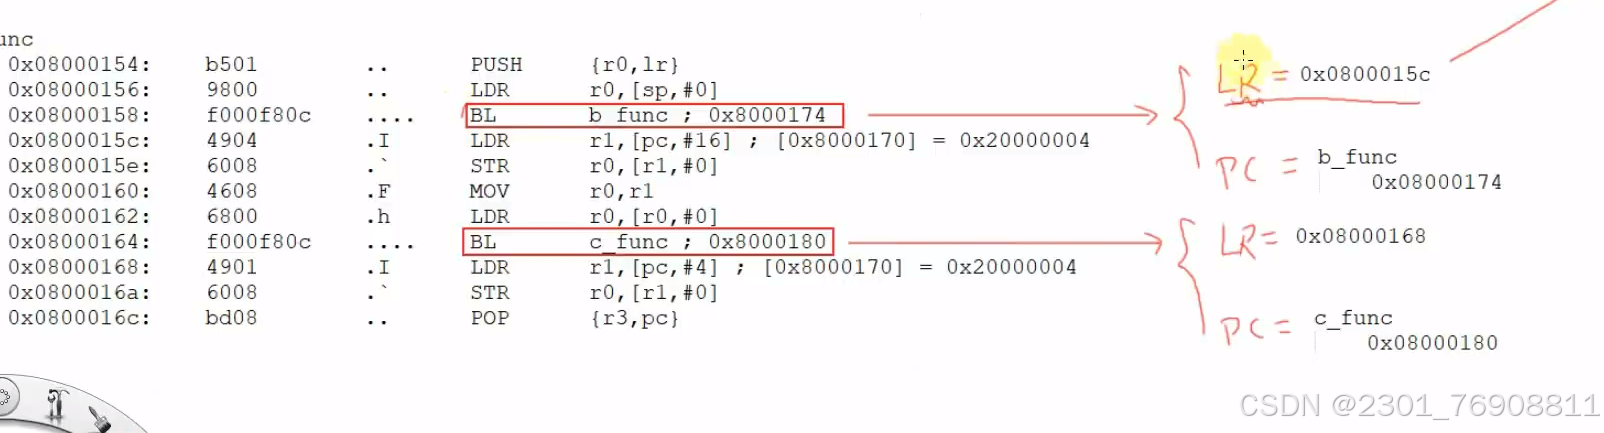 unc
0x08000154: b501 .. PUSH {r0,lr}
0x08000156: 9800 .. LDR r0,[sp,#0]
0x08000158: f000f80c .... BL b_func ; 0x8000174
0x0800015c: 4904 .I LDR r1,[pc,#16] ; [0x8000170] = 0x20000004
0x0800015e: 6008 .` STR r0,[r1,#0]
0x08000160: 4608 .F MOV r0,r1
0x08000162: 6800 .h LDR r0,[r0,#0]
0x08000164: f000f80c .... BL c_func ; 0x8000180
0x08000168: 4901 .I LDR r1,[pc,#4] ; [0x8000170] = 0x20000004
0x0800016a: 6008 .` STR r0,[r1,#0]
0x0800016c: bd08 .. POP {r3,pc}
LR = 0x0800015c
PC = b_func
0x08000174
LR = 0x08000168
PC = c_func
0x08000180
CSDN @2301_76908811